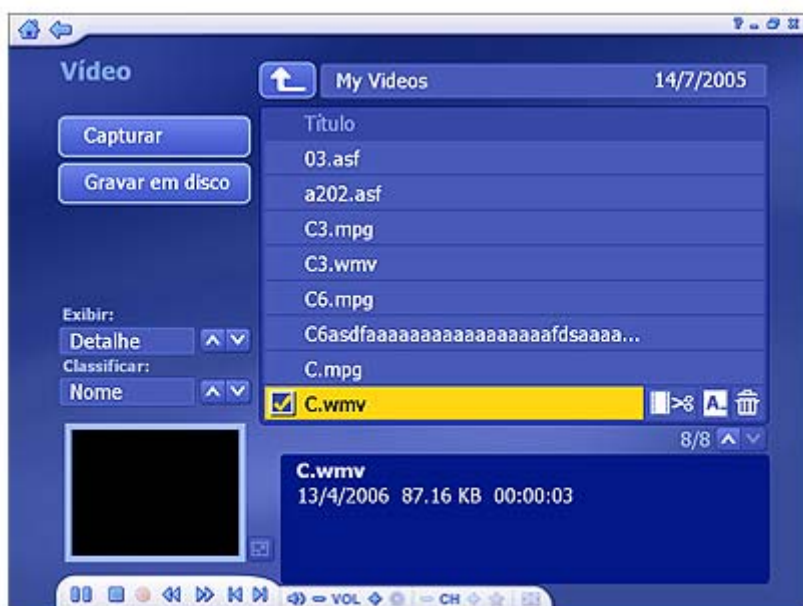 Vídeo
My Videos 14/7/2005
Capturar
Gravar em disco
Título
03.asf
a202.asf
C3.mpg
C3.wmv
C6.mpg
C6asdfaaaaaaaaaaaaaaaaafdsaaaa...
C.mpg
C.wmv
Exibir:
Detalhe
Classificar:
Nome
8/8
C.wmv
13/4/2006 87.16 KB 00:00:03
VOL CH